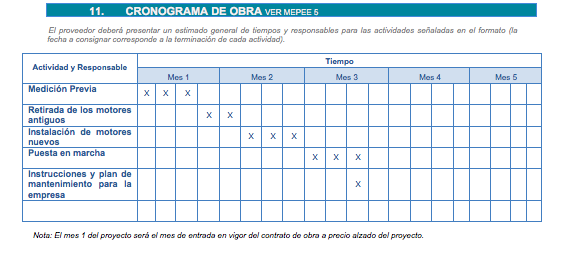 11. CRONOGRAMA DE OBRA VER MEPEE 5
El proveedor deberá presentar un estimado general de tiempos y responsables para las actividades señaladas en el formato (la
fecha a consignar corresponde a la terminación de cada actividad).
Actividad y Responsable
Tiempo
Mes 1 Mes 2 Mes 3 Mes 4 Mes 5
Medición Previa X X X
Retirada de los motores
antiguos X X
Instalación de motores
nuevos X X X
Puesta en marcha X X X
Instrucciones y plan de
mantenimiento para la X
empresa
Nota: El mes 1 del proyecto será el mes de entrada en vigor del contrato de obra a precio alzado del proyecto.